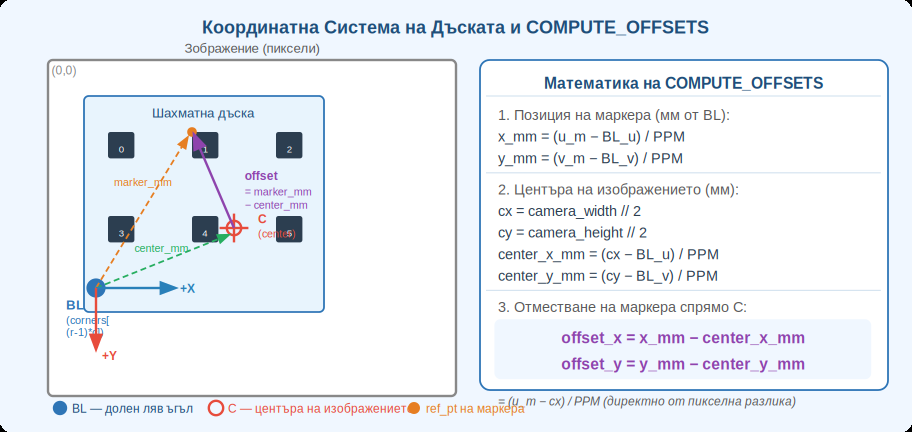 Координатна Система на Дъската и COMPUTE_OFFSETS
Зображение (пиксели)
(0,0)
Шахматна дъска
0
1
2
marker_mm
offset
= marker_mm
− center_mm
3
4
5
C
(center)
center_mm
+X
BL
(corners[
(r-1)*c])
+Y
BL — долен ляв ъгъл
C — центъра на изображението
ref_pt на маркера
Математика на COMPUTE_OFFSETS
1. Позиция на маркера (мм от BL):
x_mm = (u_m − BL_u) / PPM
y_mm = (v_m − BL_v) / PPM
2. Центъра на изображението (мм):
cx = camera_width // 2
cy = camera_height // 2
center_x_mm = (cx − BL_u) / PPM
center_y_mm = (cy − BL_v) / PPM
3. Отместване на маркера спрямо C:
offset_x = x_mm − center_x_mm
offset_y = y_mm − center_y_mm
= (u_m − cx) / PPM (директно от пикселна разлика)